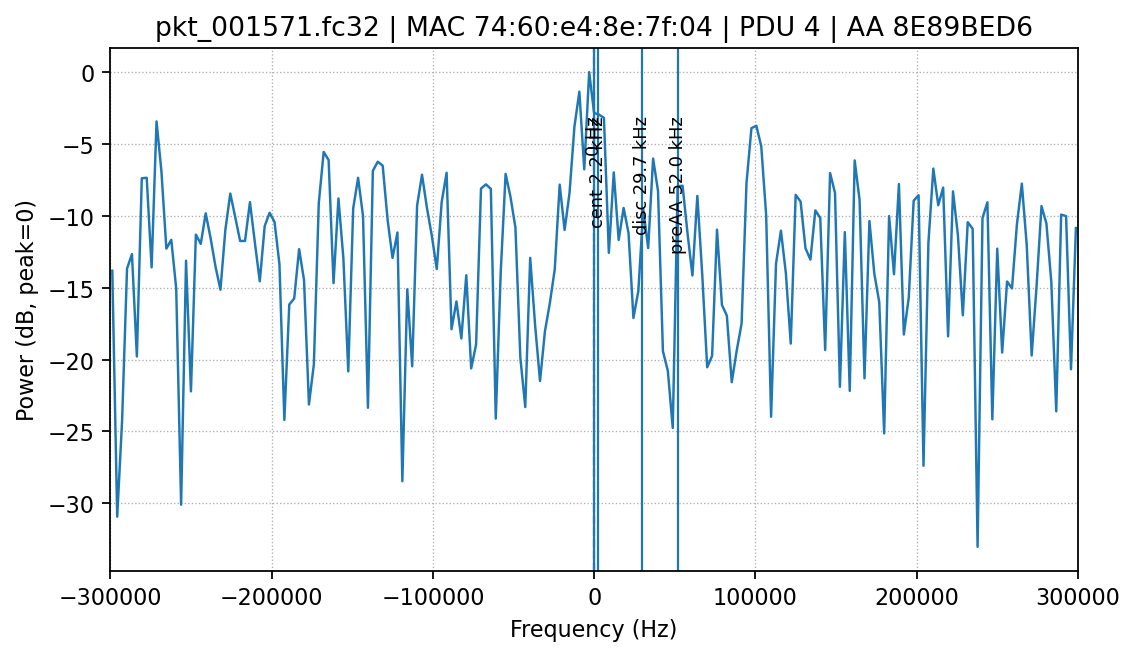 pkt_001571.fc32 | MAC 74:60:e4:8e:7f:04 | PDU 4 | AA 8E89BED6
Power (dB, peak=0)
0
−5
−10
−15
−20
−25
−30
0 Hz
cent 2.2 kHz
disc 29.7 kHz
preAA 52.0 kHz
−300000
−200000
−100000
0
100000
200000
300000
Frequency (Hz)